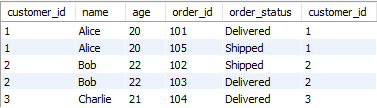 customer_id name age order_id order_status customer_id
1 Alice 20 101 Delivered 1
1 Alice 20 105 Shipped 1
2 Bob 22 102 Shipped 2
2 Bob 22 103 Delivered 2
3 Charlie 21 104 Delivered 3